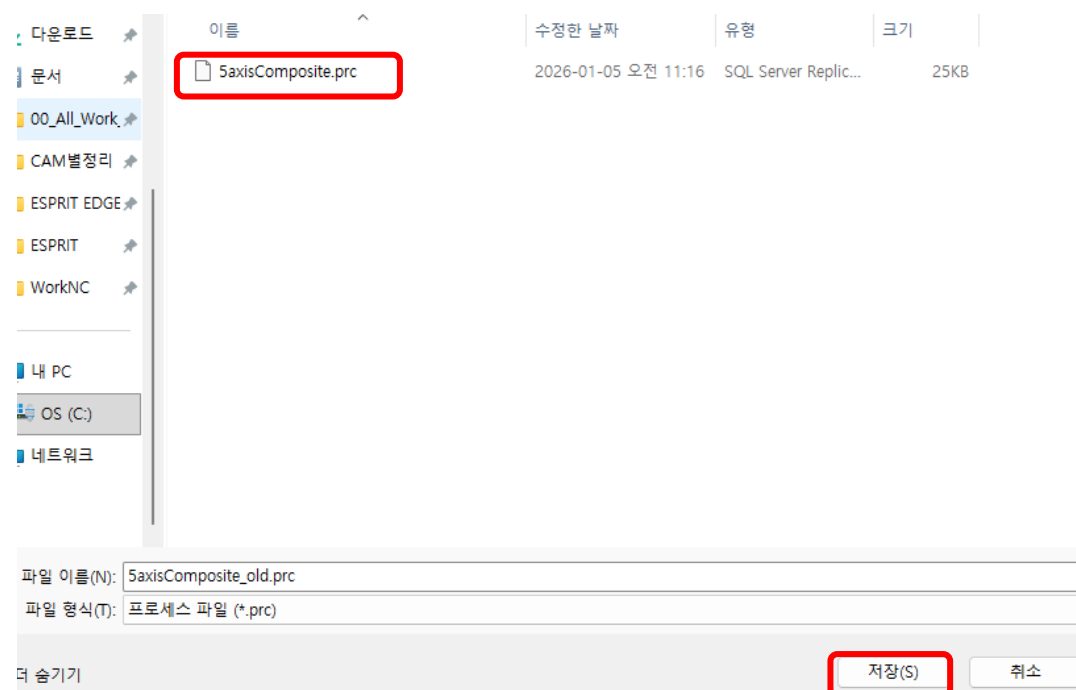 다운로드
문서
00_All_Work_
CAM별정리
ESPRIT EDGE
ESPRIT
WorkNC
내 PC
OS (C:)
네트워크
이름 수정한 날짜 유형 크기
5axisComposite.prc 2026-01-05 오전 11:16 SQL Server Replic... 25KB
파일 이름(N): 5axisComposite_old.prc
파일 형식(T): 프로세스 파일 (*.prc)
더 숨기기 저장(S) 취소